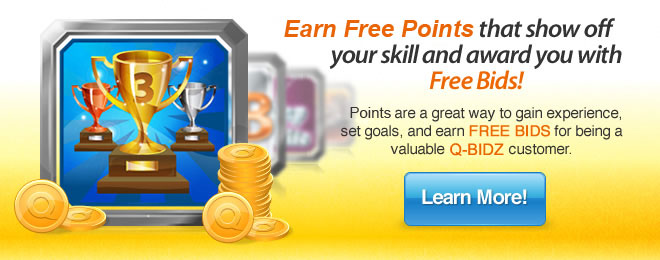 Earn Free Points that show off
your skill and award you with
Free Bids!
Points are a great way to gain experience,
set goals, and earn FREE BIDS for being a
valuable Q-BIDZ customer.
Learn More!
3
Q
Q